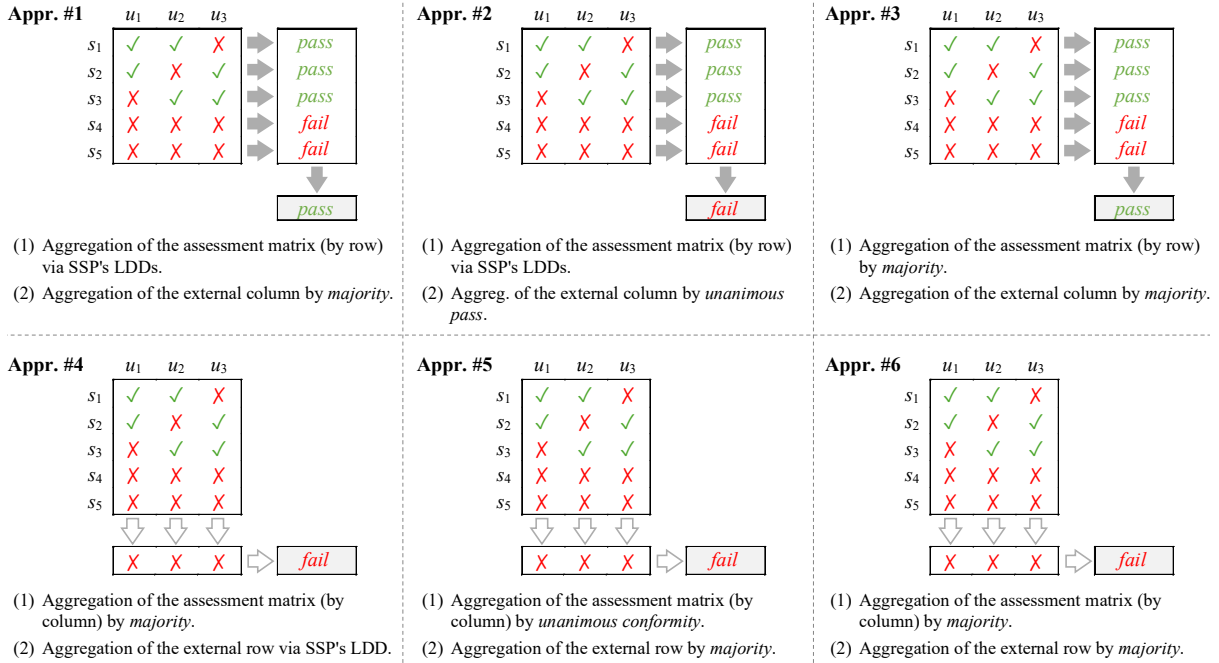 Appr. #1 u1 u2 u3
s1 ✓ ✓ ✗ pass
s2 ✓ ✗ ✓ pass
s3 ✗ ✓ ✓ pass
s4 ✗ ✗ ✗ fail
s5 ✗ ✗ ✗ fail
pass
(1) Aggregation of the assessment matrix (by row)
via SSP's LDDs.
(2) Aggregation of the external column by majority.
Appr. #2 u1 u2 u3
s1 ✓ ✓ ✗ pass
s2 ✓ ✗ ✓ pass
s3 ✗ ✓ ✓ pass
s4 ✗ ✗ ✗ fail
s5 ✗ ✗ ✗ fail
fail
(1) Aggregation of the assessment matrix (by row)
via SSP's LDDs.
(2) Aggreg. of the external column by unanimous
pass.
Appr. #3 u1 u2 u3
s1 ✓ ✓ ✗ pass
s2 ✓ ✗ ✓ pass
s3 ✗ ✓ ✓ pass
s4 ✗ ✗ ✗ fail
s5 ✗ ✗ ✗ fail
pass
(1) Aggregation of the assessment matrix (by row)
by majority.
(2) Aggregation of the external column by majority.
Appr. #4 u1 u2 u3
s1 ✓ ✓ ✗
s2 ✓ ✗ ✓
s3 ✗ ✓ ✓
s4 ✗ ✗ ✗
s5 ✗ ✗ ✗
✗ ✗ ✗ fail
(1) Aggregation of the assessment matrix (by
column) by majority.
(2) Aggregation of the external row via SSP's LDD.
Appr. #5 u1 u2 u3
s1 ✓ ✓ ✗
s2 ✓ ✗ ✓
s3 ✗ ✓ ✓
s4 ✗ ✗ ✗
s5 ✗ ✗ ✗
✗ ✗ ✗ fail
(1) Aggregation of the assessment matrix (by
column) by unanimous conformity.
(2) Aggregation of the external row by majority.
Appr. #6 u1 u2 u3
s1 ✓ ✓ ✗
s2 ✓ ✗ ✓
s3 ✗ ✓ ✓
s4 ✗ ✗ ✗
s5 ✗ ✗ ✗
✗ ✗ ✗ fail
(1) Aggregation of the assessment matrix (by
column) by majority.
(2) Aggregation of the external row by majority.